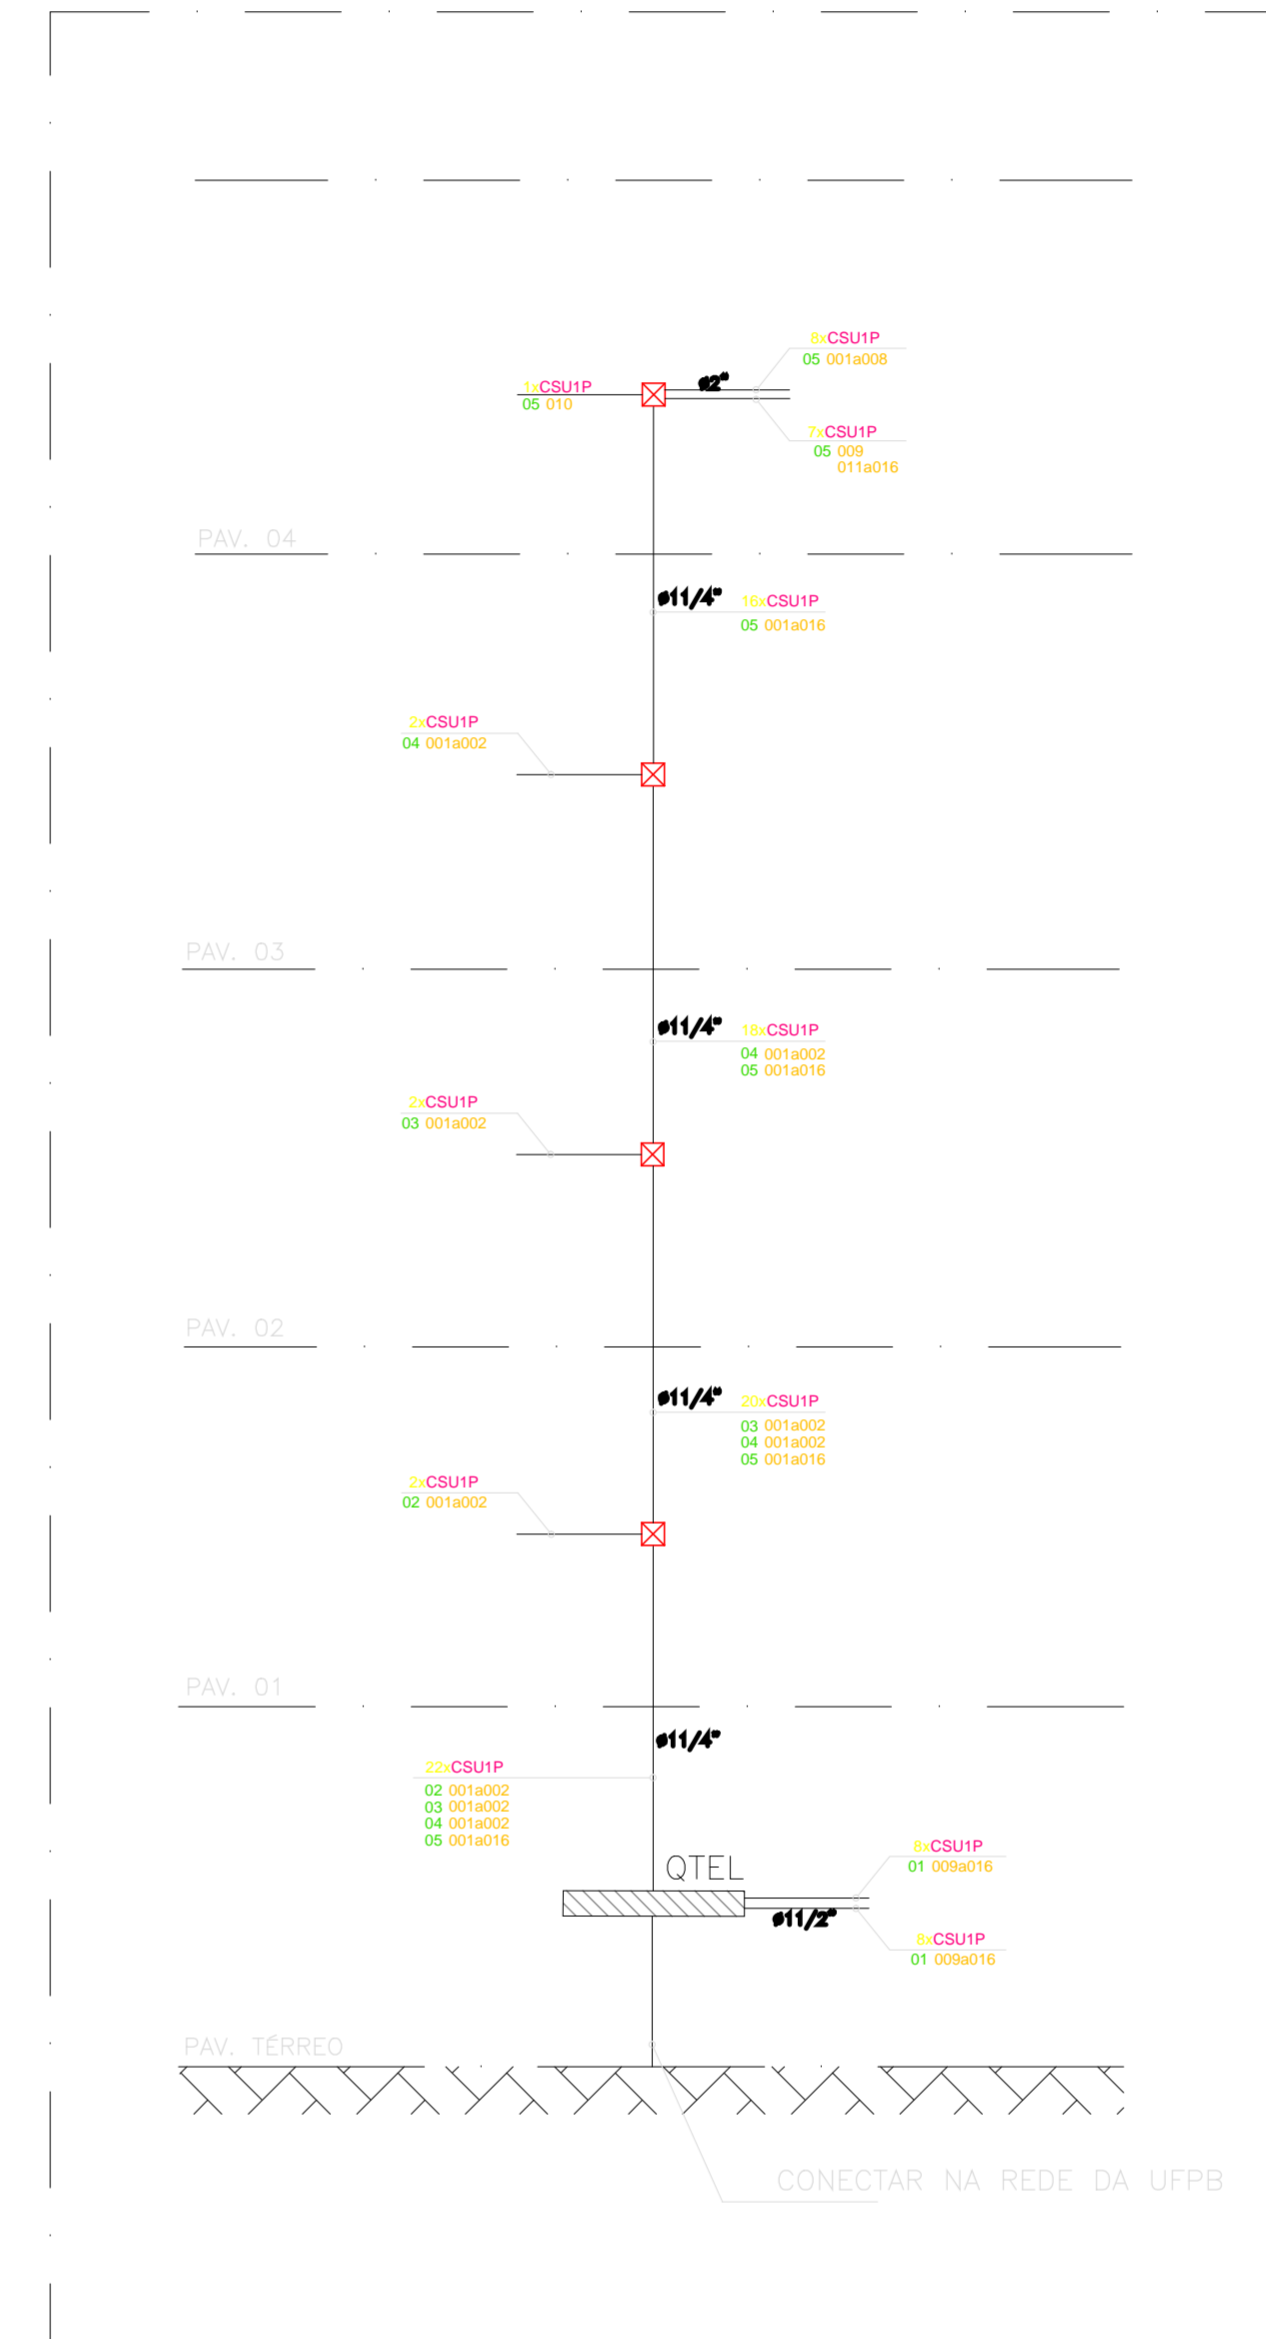 8xCSU1P
05 001a008
ø2"
1xCSU1P
05 010
7xCSU1P
05 009
011a016
PAV. 04
ø11/4"
16xCSU1P
05 001a016
2xCSU1P
04 001a002
PAV. 03
ø11/4"
18xCSU1P
04 001a002
05 001a016
2xCSU1P
03 001a002
PAV. 02
ø11/4"
20xCSU1P
03 001a002
04 001a002
05 001a016
2xCSU1P
02 001a002
PAV. 01
ø11/4"
22xCSU1P
02 001a002
03 001a002
04 001a002
05 001a016
QTEL
8xCSU1P
01 009a016
ø11/2"
8xCSU1P
01 009a016
PAV. TÉRREO
CONECTAR NA REDE DA UFPB